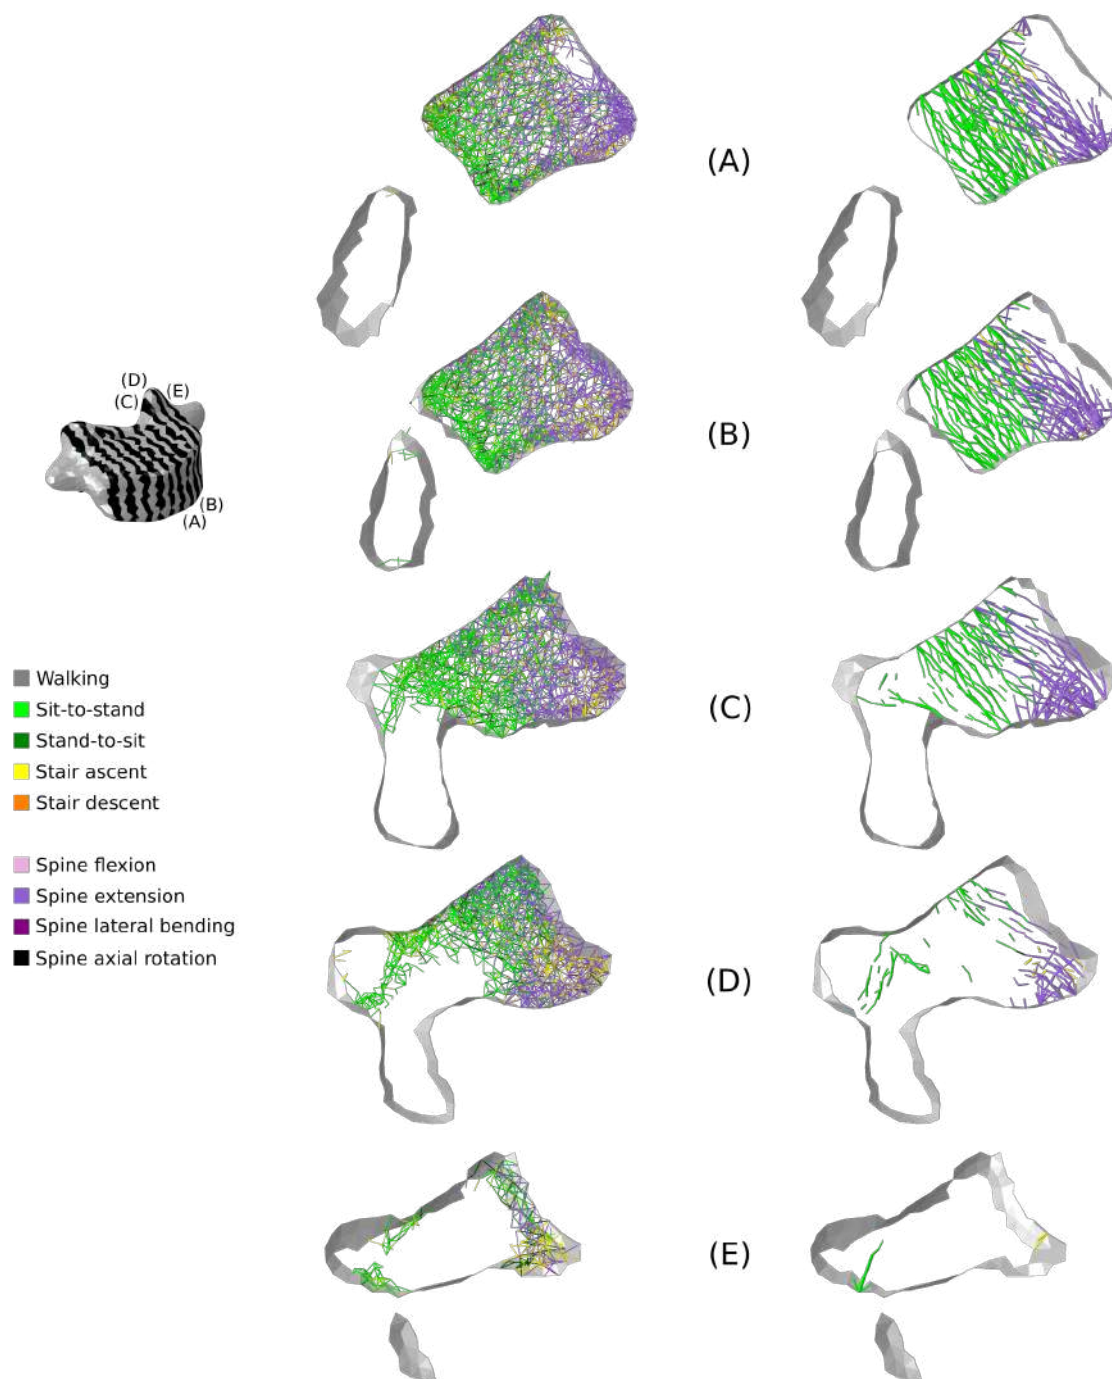 (A)
(B)
(D)
(E)
(C)
(B)
(A)
Walking
Sit-to-stand
Stand-to-sit
Stair ascent
Stair descent
Spine flexion
Spine extension
Spine lateral bending
Spine axial rotation
(C)
(D)
(E)